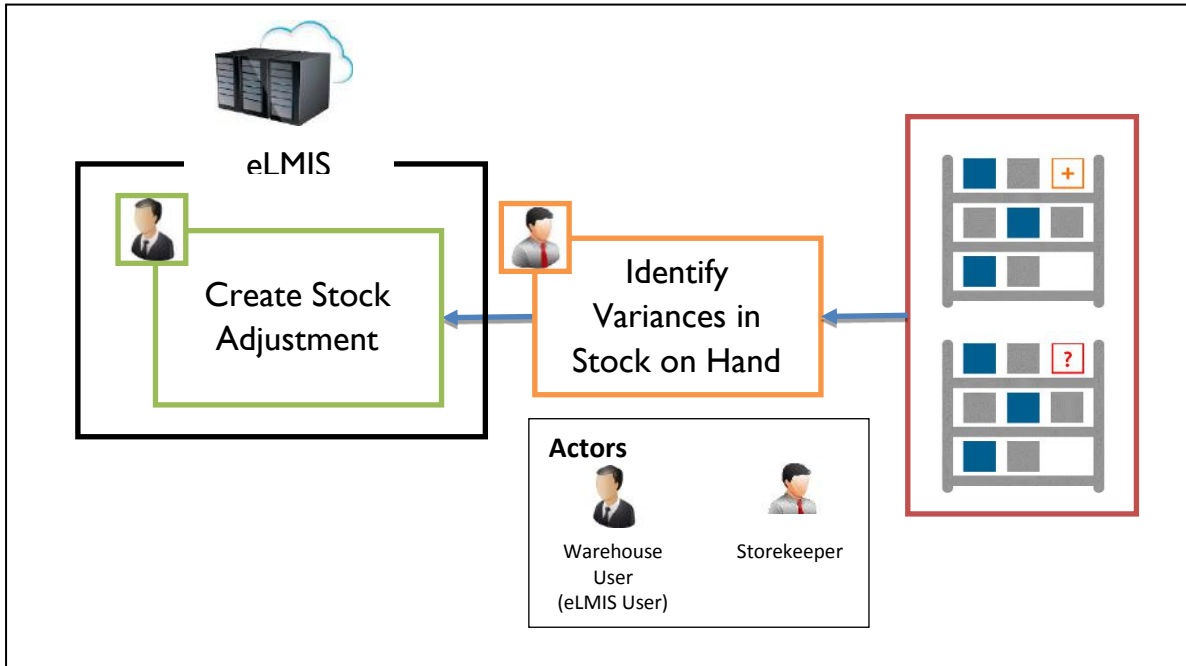 eLMIS
Create Stock
Adjustment
Identify
Variances in
Stock on Hand
+
?
Actors
Warehouse
User
(eLMIS User)
Storekeeper